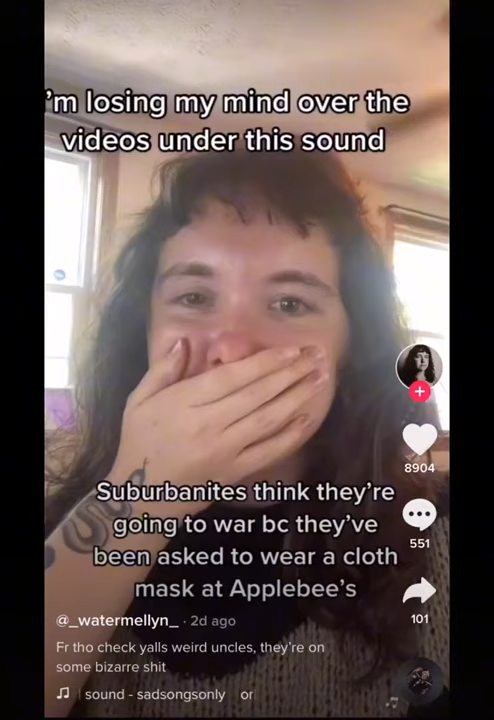 'm losing my mind over the
videos under this sound
Suburbanites think they're
going to war bc they've
been asked to wear a cloth
mask at Applebee's
8904
551
101
@_watermellyn_ · 2d ago
Fr tho check yalls weird uncles, they're on
some bizarre shit
sound - sadsongsonly or